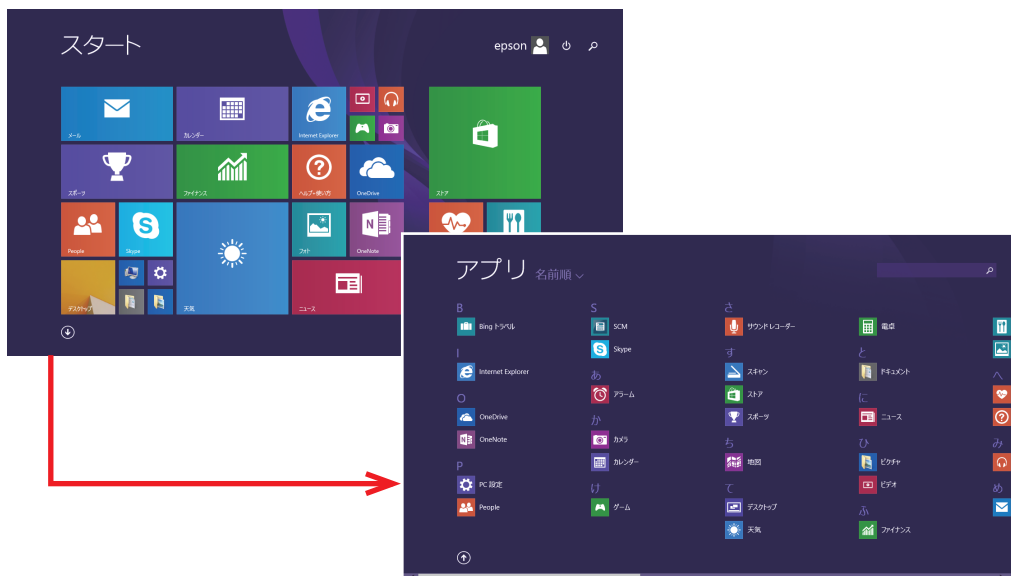 スタート
epson
メール
カレンダー
Internet Explorer
スポーツ
ファイナンス
ヘルプ+使い方
OneDrive
ストア
People
Skype
天気
フォト
OneNote
デスクトップ
ニュース
アプリ 名前順
B
Bing トラベル
I
Internet Explorer
O
OneDrive
OneNote
P
PC 設定
People
S
SCM
Skype
あ
アラーム
か
カメラ
カレンダー
け
ゲーム
さ
サウンド レコーダー
す
スキャン
ストア
スポーツ
ち
地図
て
デスクトップ
天気
電卓
と
ドキュメント
に
ニュース
ひ
ピクチャ
ビデオ
ふ
ファイナンス
へ
み
め